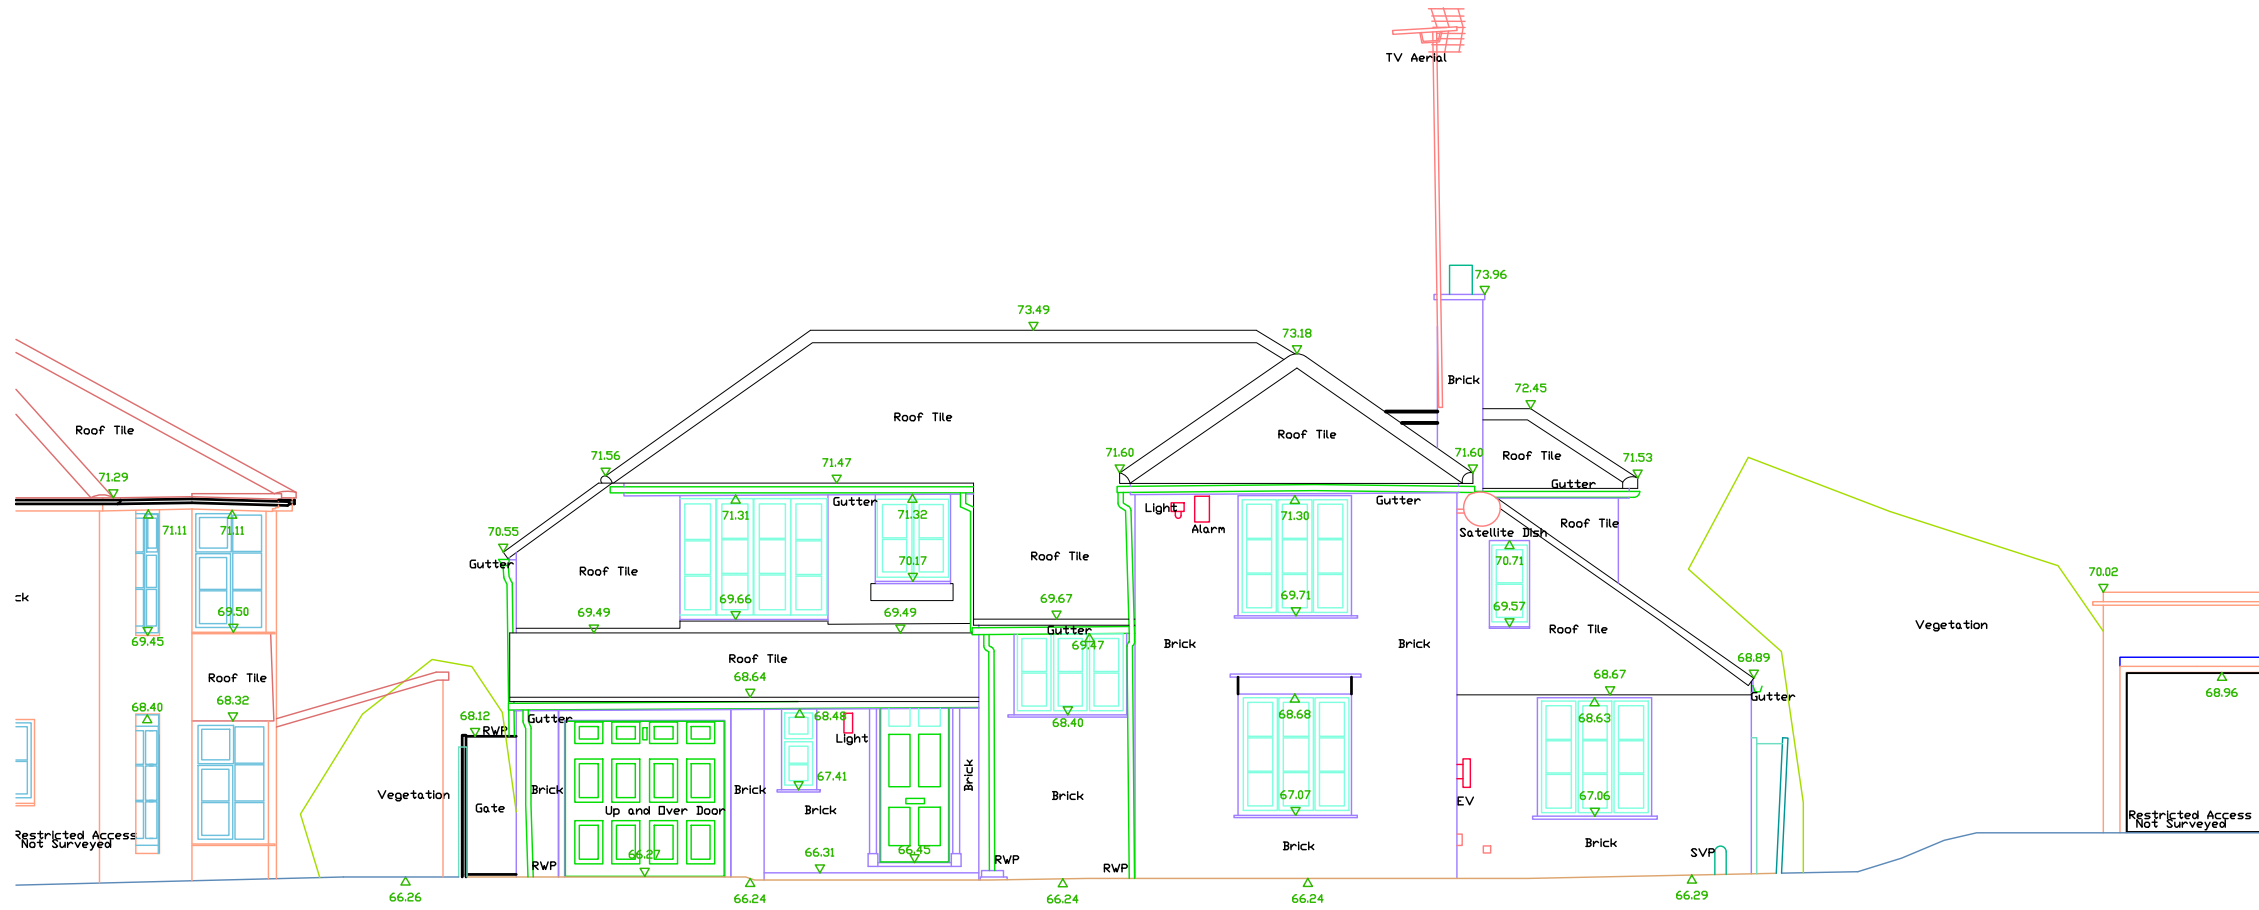 TV Aerial
73.96
73.49
73.18
Brick
72.45
Roof Tile
Roof Tile
Roof Tile
71.56
71.47
71.60
71.60
Roof Tile
71.53
71.29
Gutter
Gutter
Gutter
Light
Alarm
71.11
71.11
71.31
71.32
71.30
Roof Tile
70.55
Satellite Dish
Gutter
Roof Tile
Roof Tile
70.17
70.71
70.02
ck
69.66
69.50
69.49
69.49
69.67
69.71
69.57
Vegetation
69.45
Gutter
69.47
Brick
Brick
Roof Tile
Roof Tile
68.89
Roof Tile
68.64
68.67
Gutter
68.96
68.40
68.32
68.12
RWP
Gutter
68.48
Light
68.40
68.68
68.63
67.41
Brick
Brick
Brick
Vegetation
Gate
Up and Over Door
Brick
Brick
67.07
67.06
EV
Restricted Access
Not Surveyed
Restricted Access
Not Surveyed
66.27
66.31
66.45
RWP
RWP
RWP
Brick
Brick
SVP
66.26
66.24
66.24
66.24
66.29